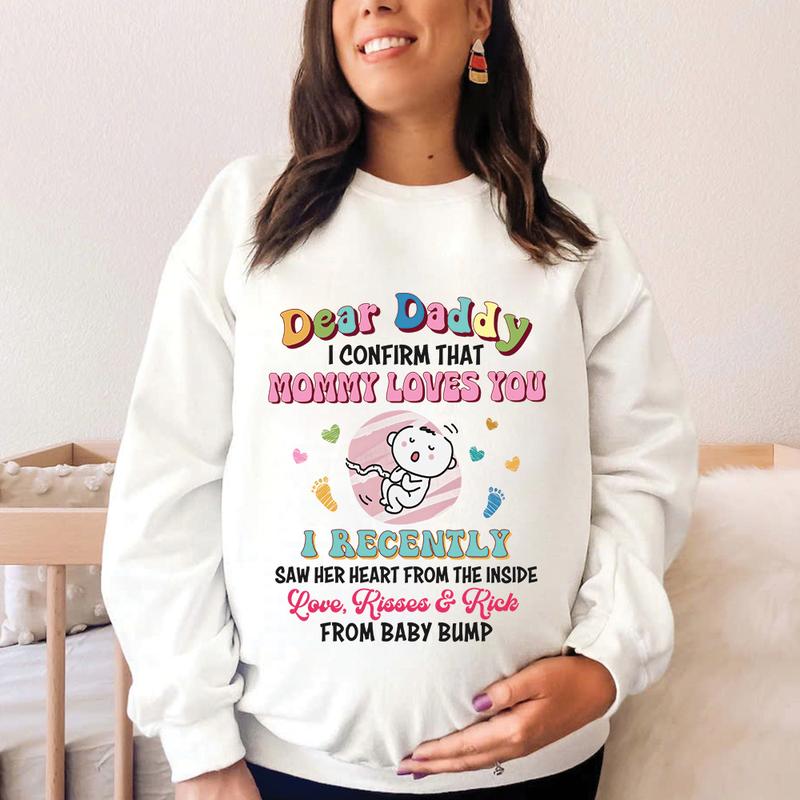 Dear Daddy
I CONFIRM THAT
MOMMY LOVES YOU
I RECENTLY
SAW HER HEART FROM THE INSIDE
Love, Kisses & Kick
FROM BABY BUMP